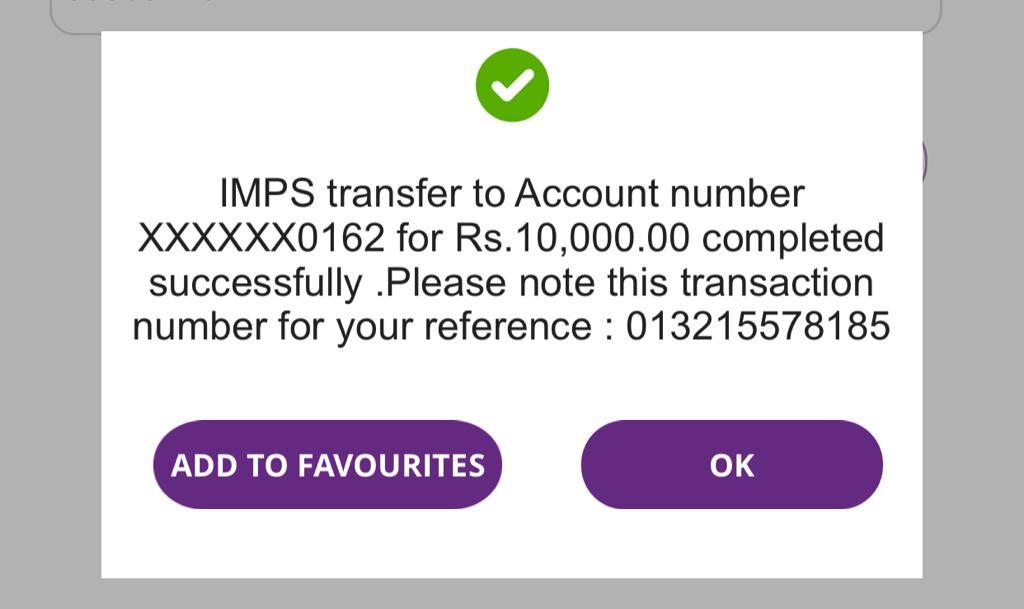 IMPS transfer to Account number
XXXXXX0162 for Rs.10,000.00 completed
successfully .Please note this transaction
number for your reference : 013215578185
ADD TO FAVOURITES
OK